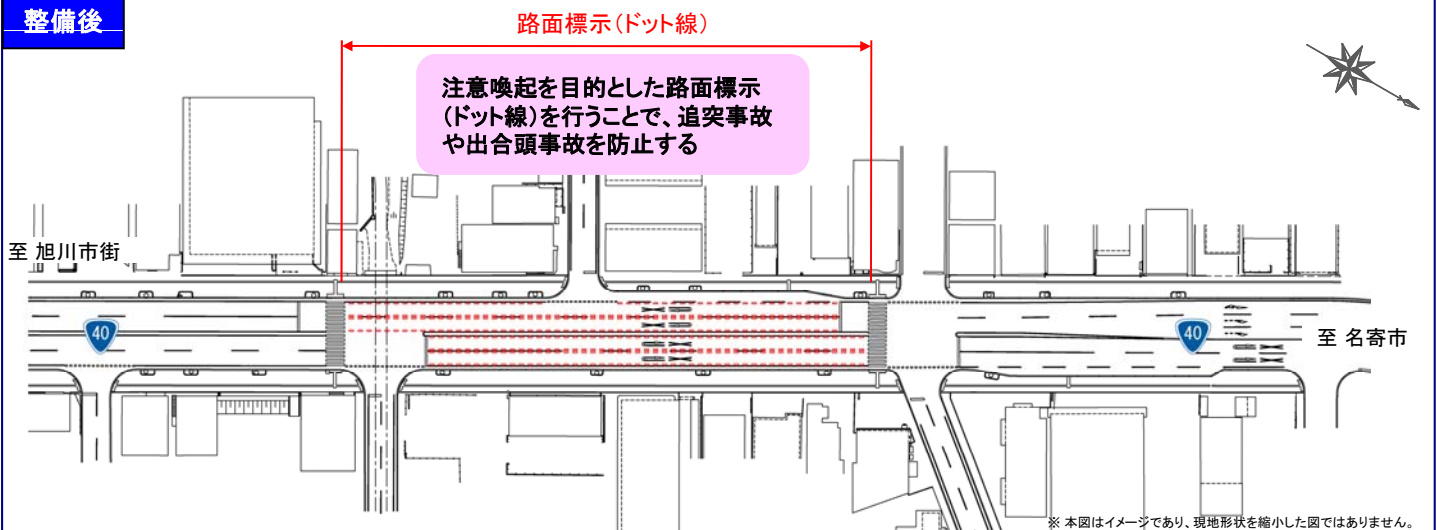 整備後
路面標示(ドット線)
注意喚起を目的とした路面標示
(ドット線)を行うことで、追突事故
や出合頭事故を防止する
至 旭川市街
40
40
至 名寄市
※ 本図はイメージであり、現地形状を縮小した図ではありません。